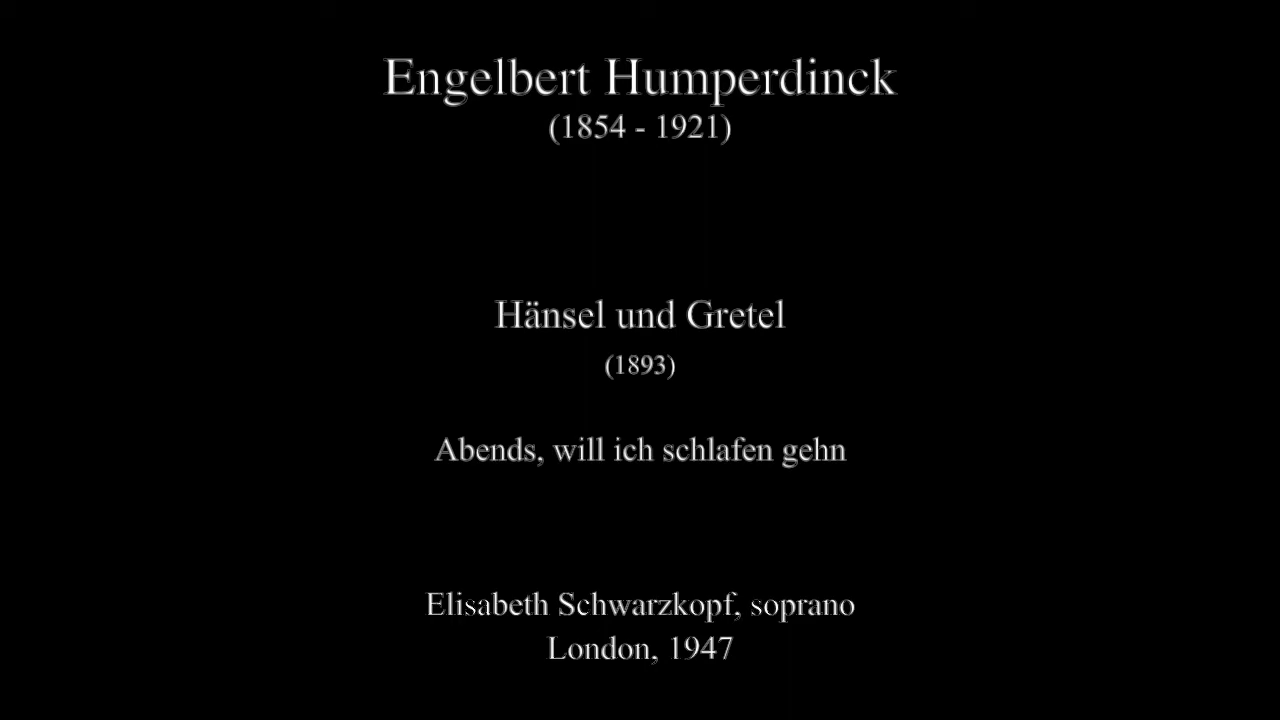 Engelbert Humperdinck
(1854 - 1921)
Hänsel und Gretel
(1893)
Abends, will ich schlafen gehn
Elisabeth Schwarzkopf, soprano
London, 1947